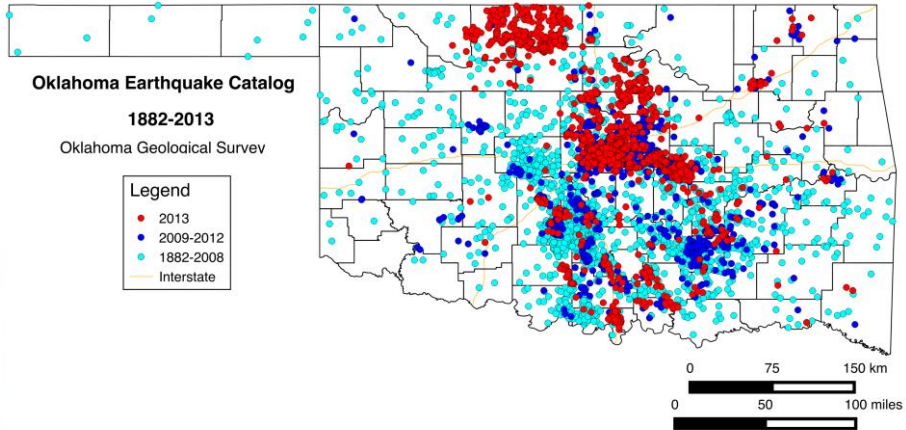 Oklahoma Earthquake Catalog
1882-2013
Oklahoma Geological Survey
Legend
2013
2009-2012
1882-2008
Interstate
0 75 150 km
0 50 100 miles